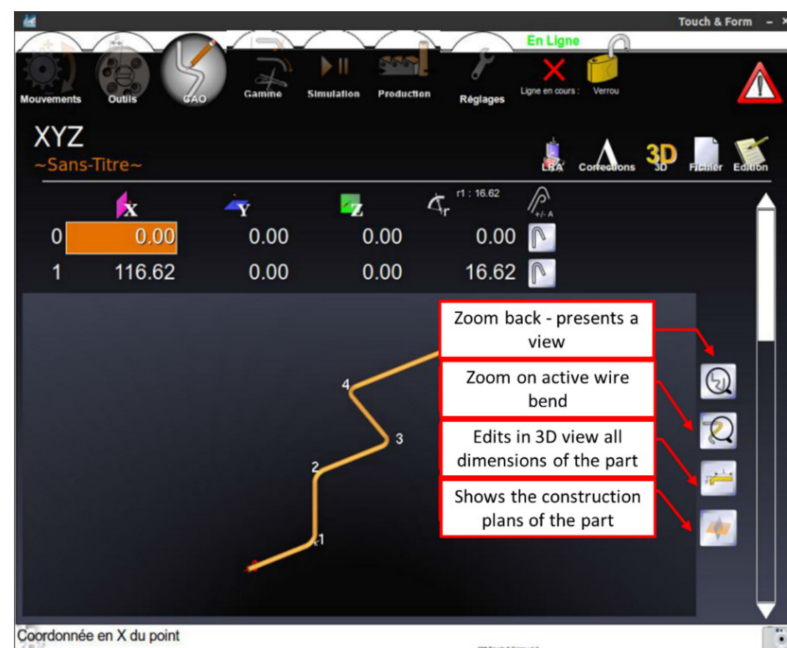 Touch & Form
En Ligne
Mouvements
Outils
CAO
Gamme
Simulation
Production
Réglages
Ligne en cours :
Verrou
XYZ
~Sans-Titre~
LRA
Corrections
3D
3D
Fichier
Edition
X
Y
Z
r
r1 : 16.62
+/- A
0 0.00 0.00 0.00 0.00
1 116.62 0.00 0.00 16.62
Zoom back - presents a
view
Zoom on active wire
bend
Edits in 3D view all
dimensions of the part
Shows the construction
plans of the part
4
3
2
1
Coordonnée en X du point